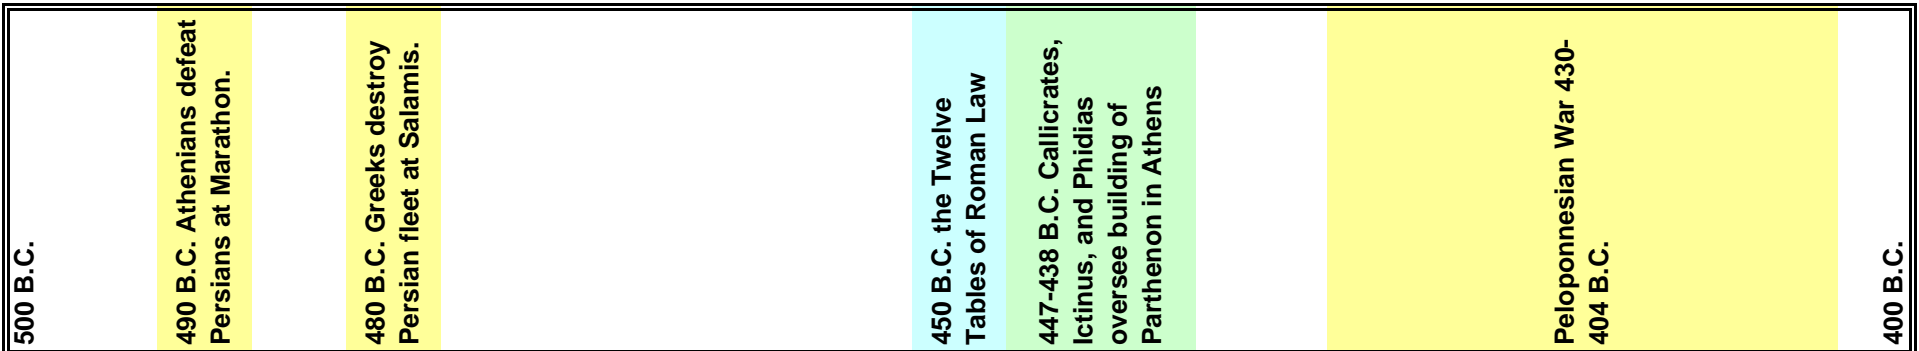 500 B.C.
490 B.C. Athenians defeat
Persians at Marathon.
480 B.C. Greeks destroy
Persian fleet at Salamis.
450 B.C. the Twelve
Tables of Roman Law
447-438 B.C. Callicrates,
Ictinus, and Phidias
oversee building of
Parthenon in Athens
Peloponnesian War 430-
404 B.C.
400 B.C.